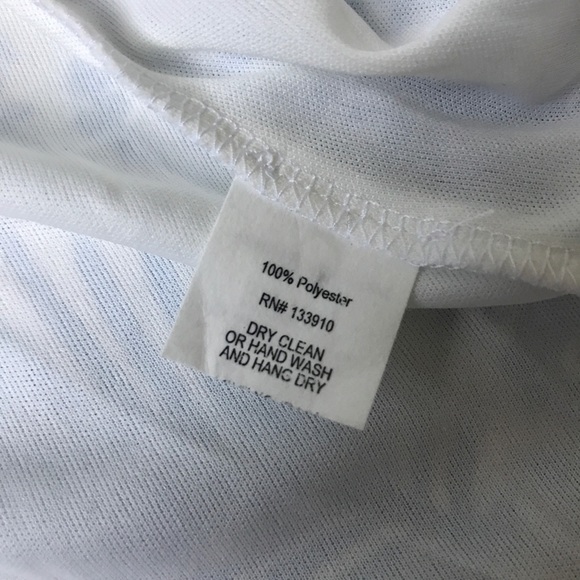 100% Polyester
RN# 133910
DRY CLEAN
OR HAND WASH
AND HANG DRY